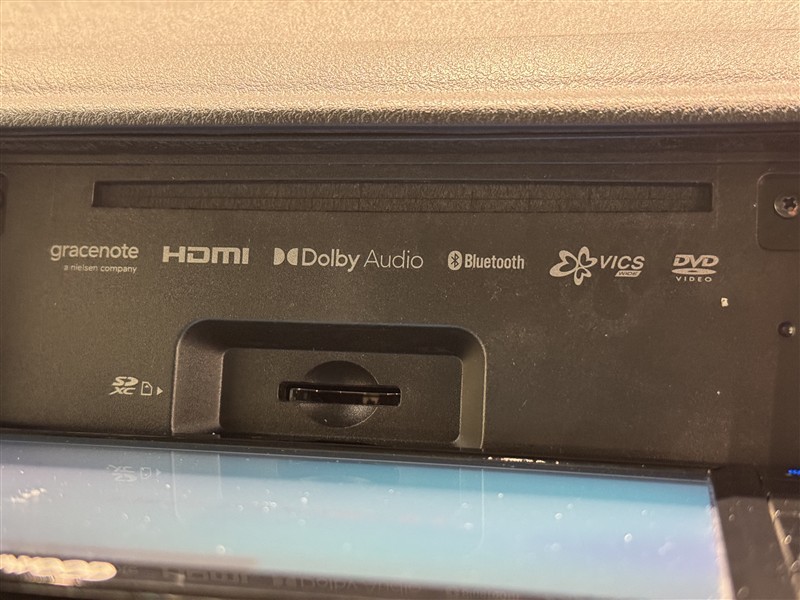 gracenote
a nielsen company
HDMI
Dolby Audio
Bluetooth
VICS
WIDE
DVD
VIDEO
SD
XC